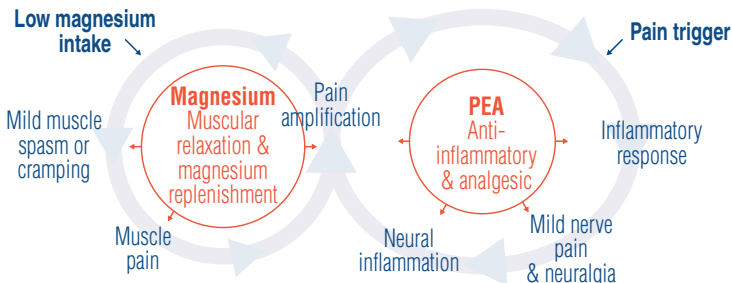 Low magnesium
intake
Pain trigger
Magnesium
Muscular
relaxation &
magnesium
replenishment
Pain
amplification
PEA
Anti-
inflammatory
& analgesic
Mild muscle
spasm or
cramping
Inflammatory
response
Muscle
pain
Neural
inflammation
Mild nerve
pain
& neuralgia